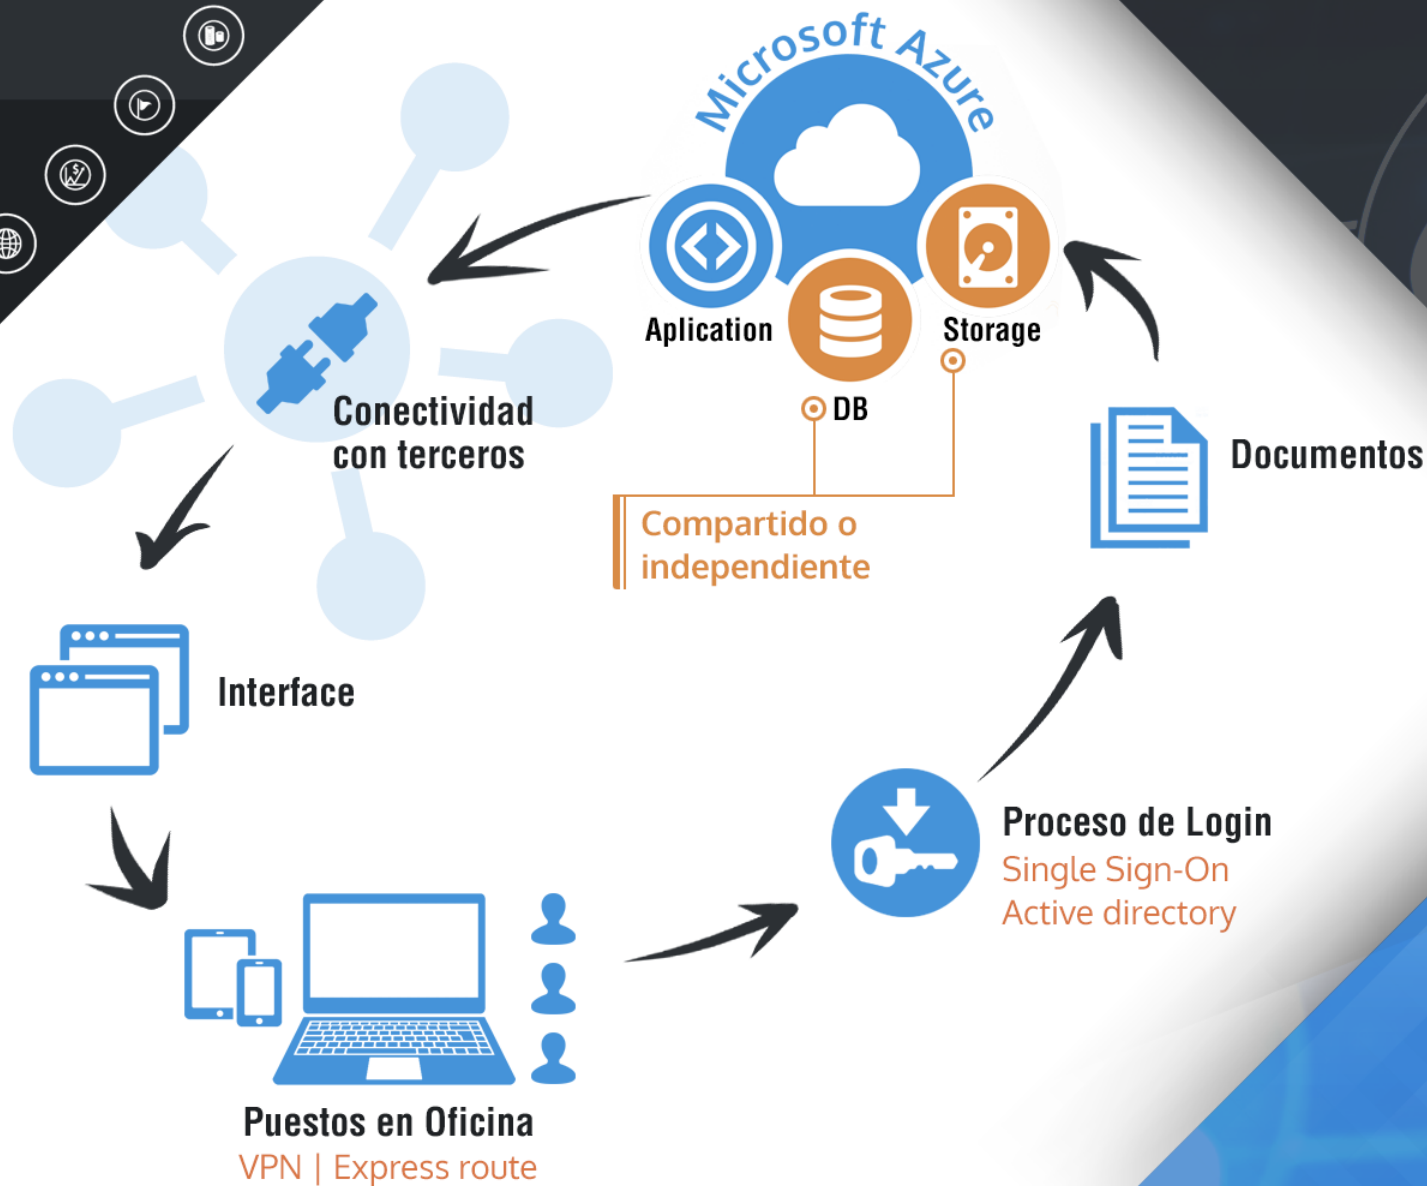 Microsoft Azure
Aplication
Storage
DB
Conectividad
con terceros
Compartido o
independiente
Documentos
Interface
Proceso de Login
Single Sign-On
Active directory
Puestos en Oficina
VPN | Express route